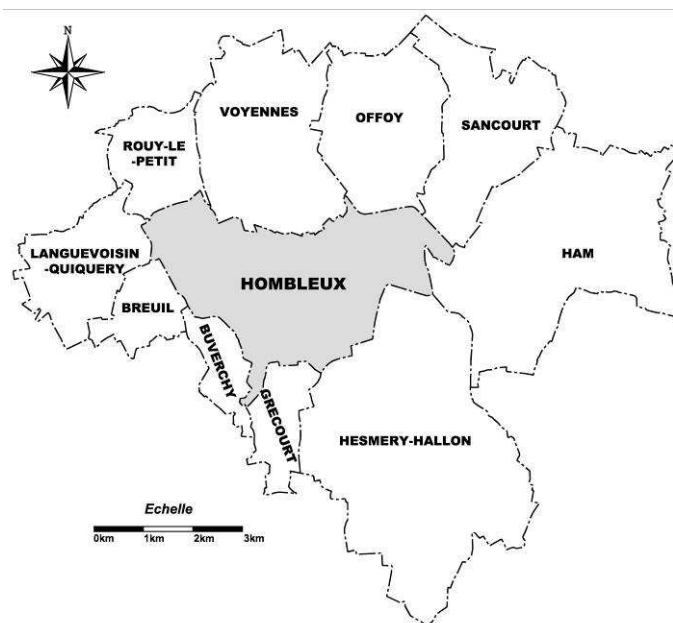 N
VOYENNES
OFFOY
SANCOURT
ROUY-LE
-PETIT
LANGUEVOISIN
-QUIQUERY
HAM
HOMBLEUX
BREUIL
BUVERCHY
GRECOURT
HESMERY-HALLON
Echelle
0km 1km 2km 3km